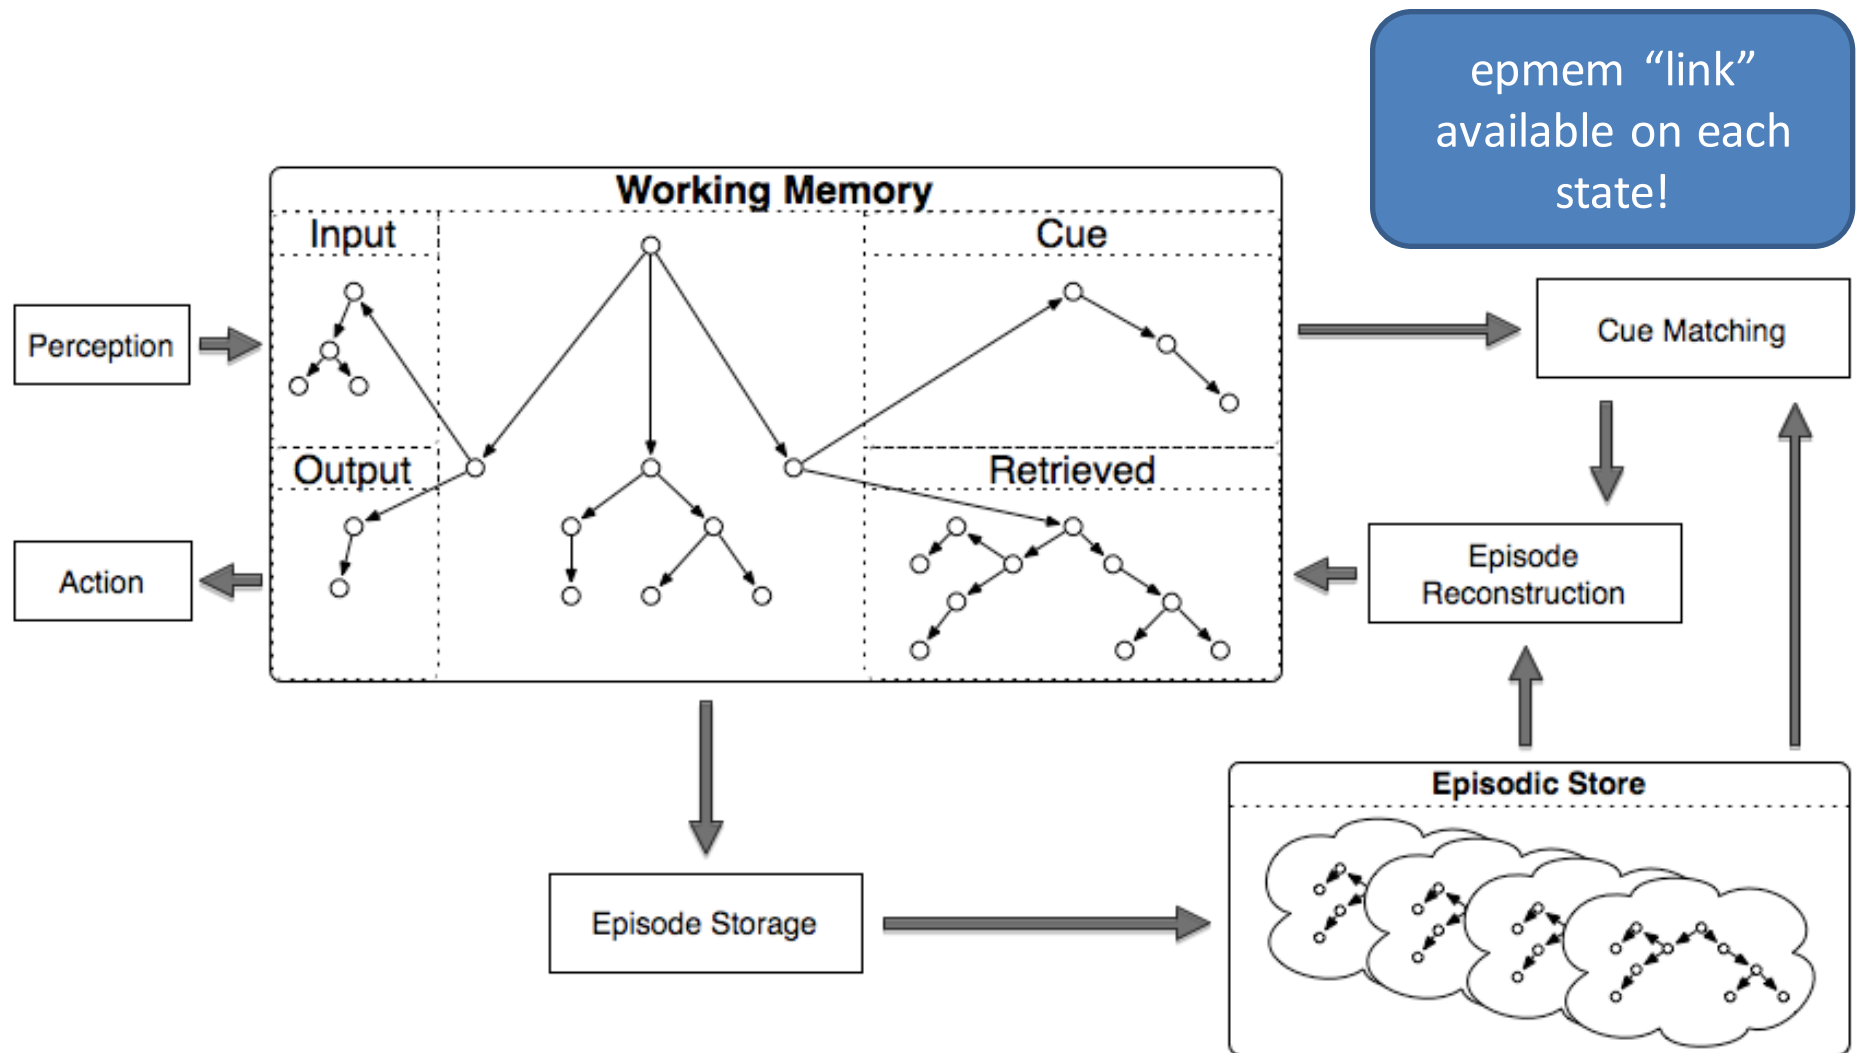 epmem “link”
available on each
state!
Working Memory
Input
Cue
Perception
Cue Matching
Output
Retrieved
Action
Episode
Reconstruction
Episodic Store
Episode Storage